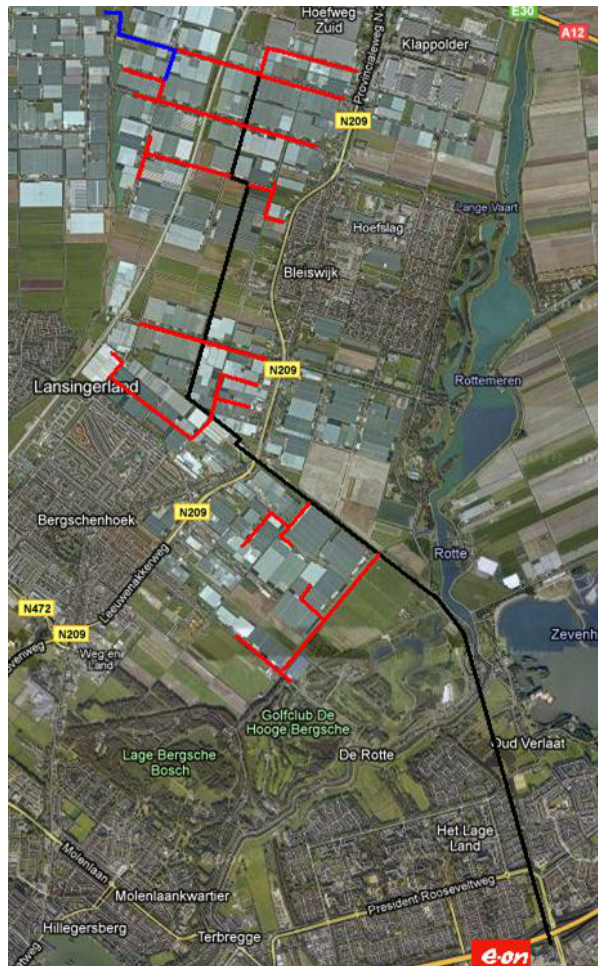 Hoefweg
Zuid
E30
A12
Klappolder
Provincialeweg N2
N209
Lange Vaart
Hoefslag
Bleiswijk
N209
Rottemeren
Lansingerland
N209
Bergschenhoek
Rotte
Leeuwenakkerweg
N472
N209
Zevenh
ovenweg
Weg en
Land
Golfclub De
Hooge Bergsche
Oud Verlaat
De Rotte
Lage Bergsche
Bosch
Het Lage
Land
Molenlaan
President Rooseveltweg
Molenlaankwartier
Hillegersberg
Terbregge
e·on